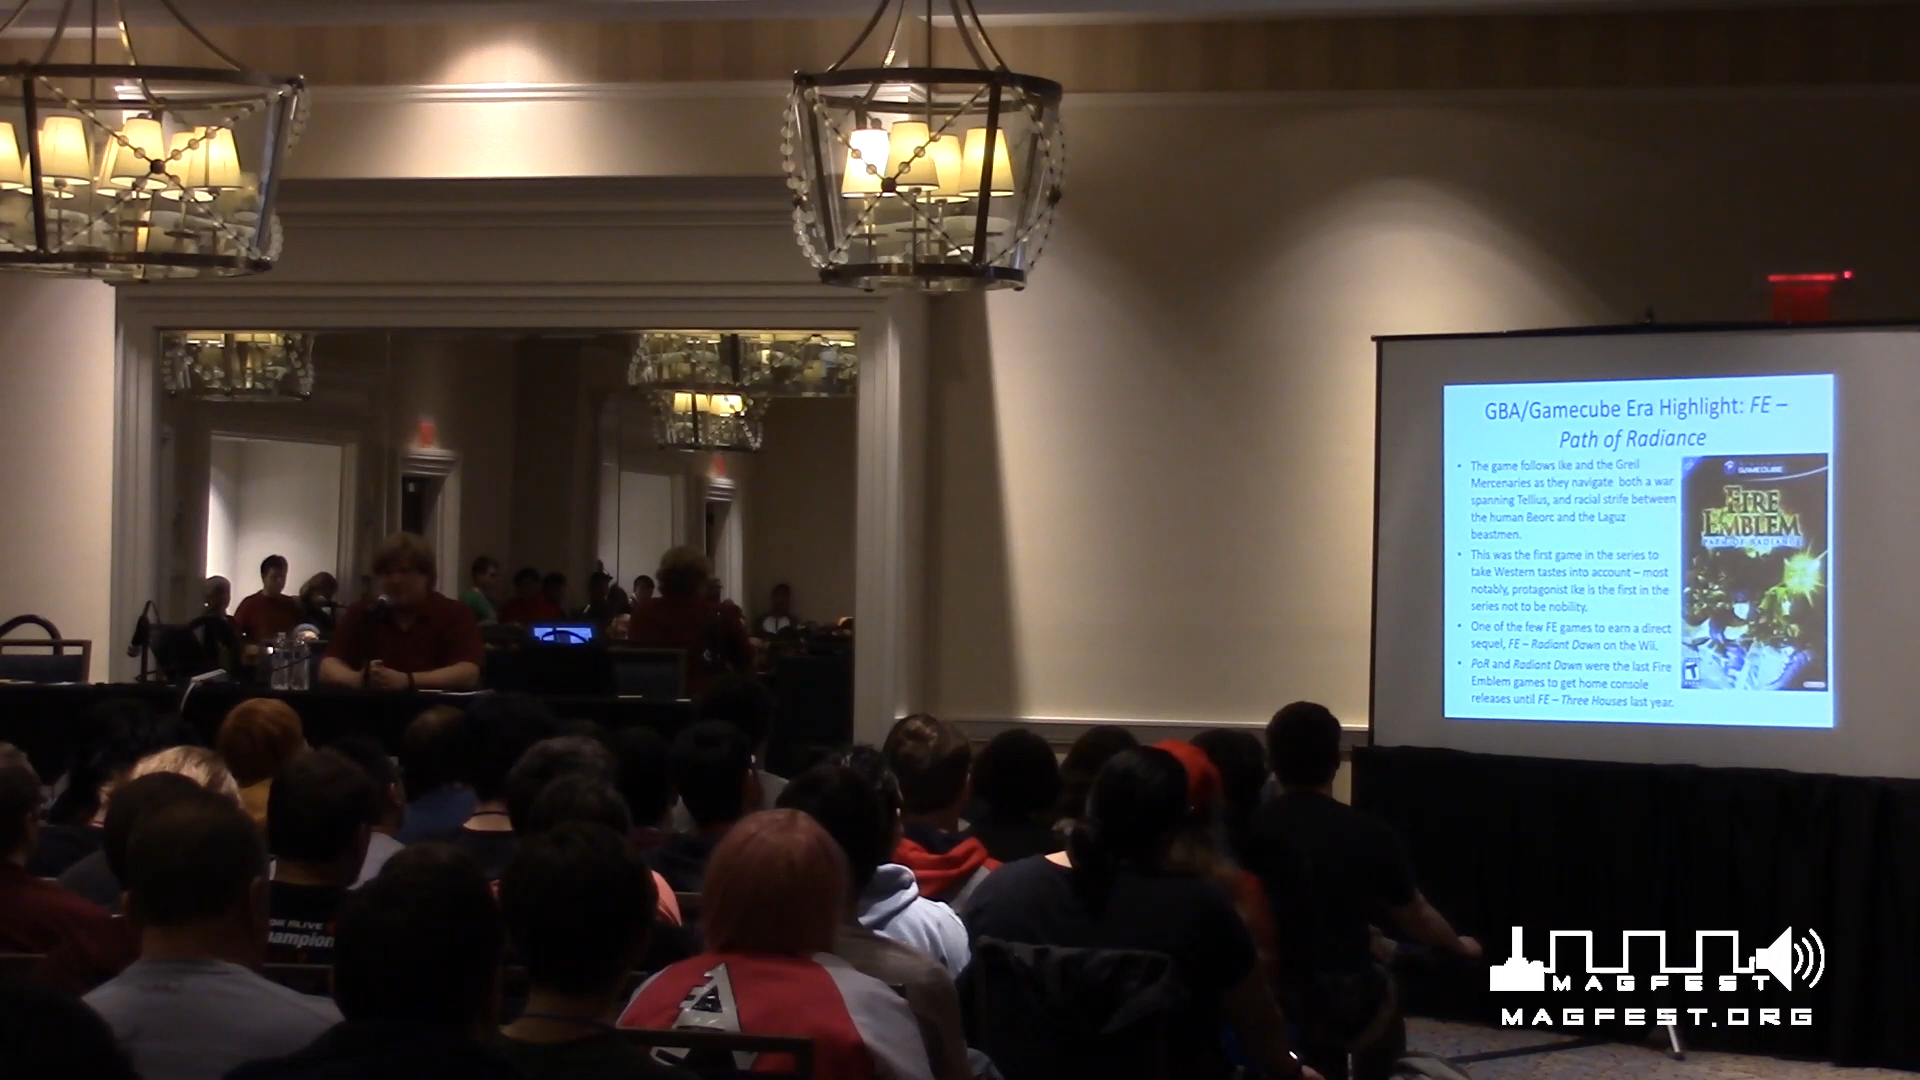 GBA/Gamecube Era Highlight: FE –
Path of Radiance
• The game follows Ike and the Greil
Mercenaries as they navigate both a war
spanning Tellius, and racial strife between
the human Beorc and the Laguz
beastmen.
• This was the first game in the series to
take Western tastes into account – most
notably, protagonist Ike is the first in the
series not to be nobility.
• One of the few FE games to earn a direct
sequel, FE – Radiant Dawn on the Wii.
• PoR and Radiant Dawn were the last Fire
Emblem games to get home console
releases until FE – Three Houses last year.
GAMECUBE
FIRE
EMBLEM
PATH OF RADIANCE
T
ampion
A
MAGFEST
MAGFEST.ORG